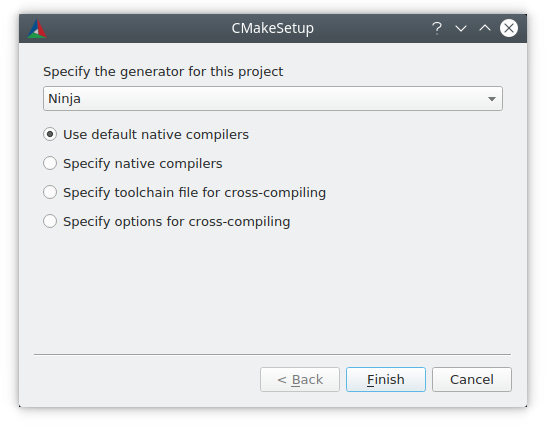 CMakeSetup
Specify the generator for this project
Ninja
Use default native compilers
Specify native compilers
Specify toolchain file for cross-compiling
Specify options for cross-compiling
< Back Finish Cancel